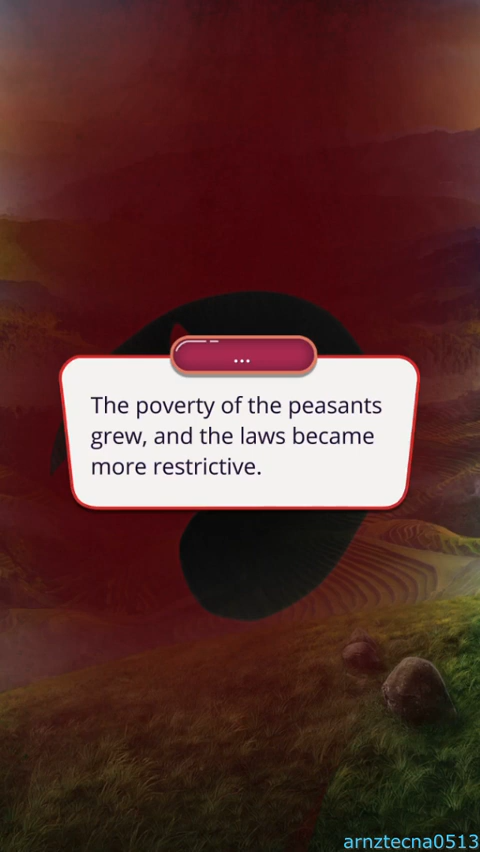 ...
The poverty of the peasants
grew, and the laws became
more restrictive.
arnztecna0513